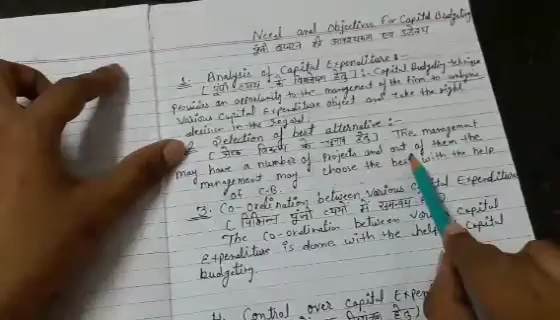 Need and Objectives For Capital Budgeting
पूँजी बजटन की आवश्यकता एवं उद्देश्य
1. Analysis of Capital Expenditure :-
[ पूँजी व्यय के विश्लेषण हेतु ] :- Capital Budgeting technique
provides an opportunity to the management of the firm to analyse
various Capital Expenditure object and take the right
decision in the regard.
2. Selection of best alternative :-
[ श्रेष्ठ विकल्प के चुनाव हेतु ] The management
may have a number of Projects and out of them the
management may choose the best with the help
of C.B.
3. Co-Ordination between various Capital Expenditure
[ विभिन्न पूँजी व्ययों में समन्वय
The Co-ordination between various Capital
Expenditure is done with the help Capital
budgeting.
Control over Capital Expen